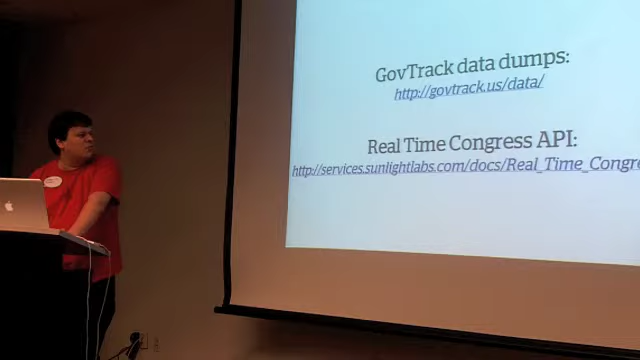 GovTrack data dumps:
http://govtrack.us/data/
Real Time Congress API:
http://services.sunlightlabs.com/docs/Real_Time_Congre